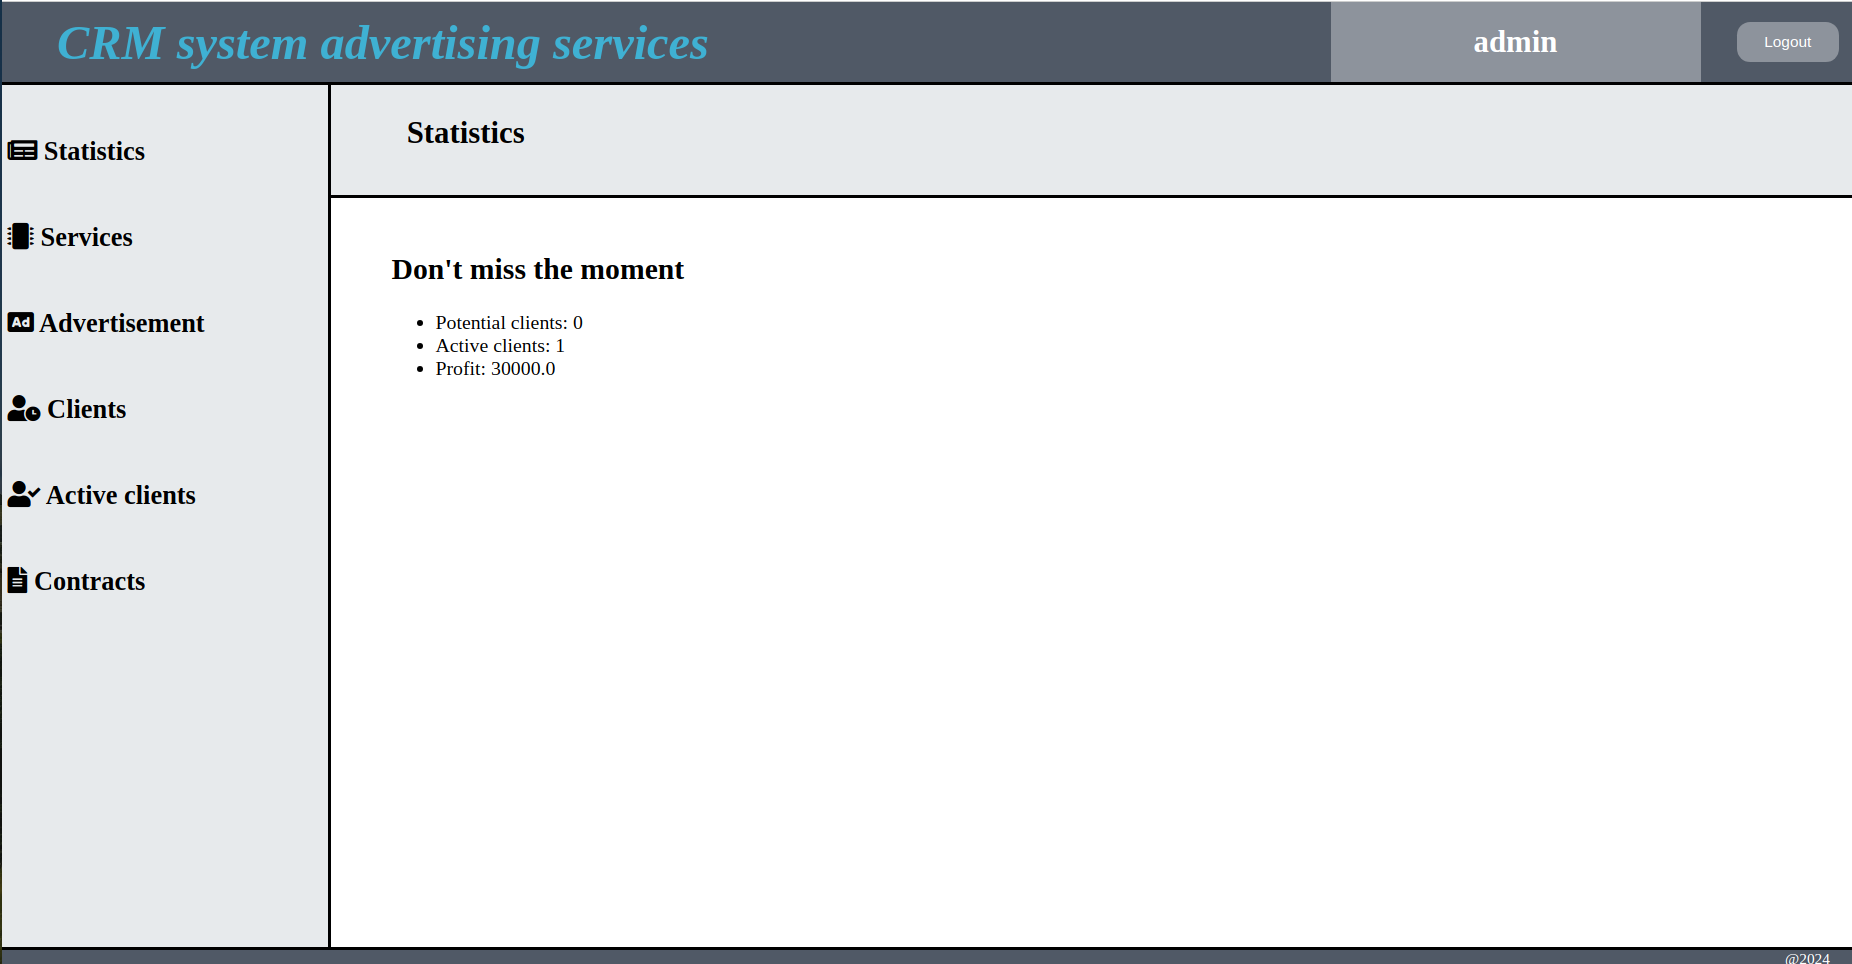 CRM system advertising services
admin
Logout
Statistics
Services
Ad Advertisement
Clients
Active clients
Contracts
Statistics
Don't miss the moment
Potential clients: 0
Active clients: 1
Profit: 30000.0
@2024